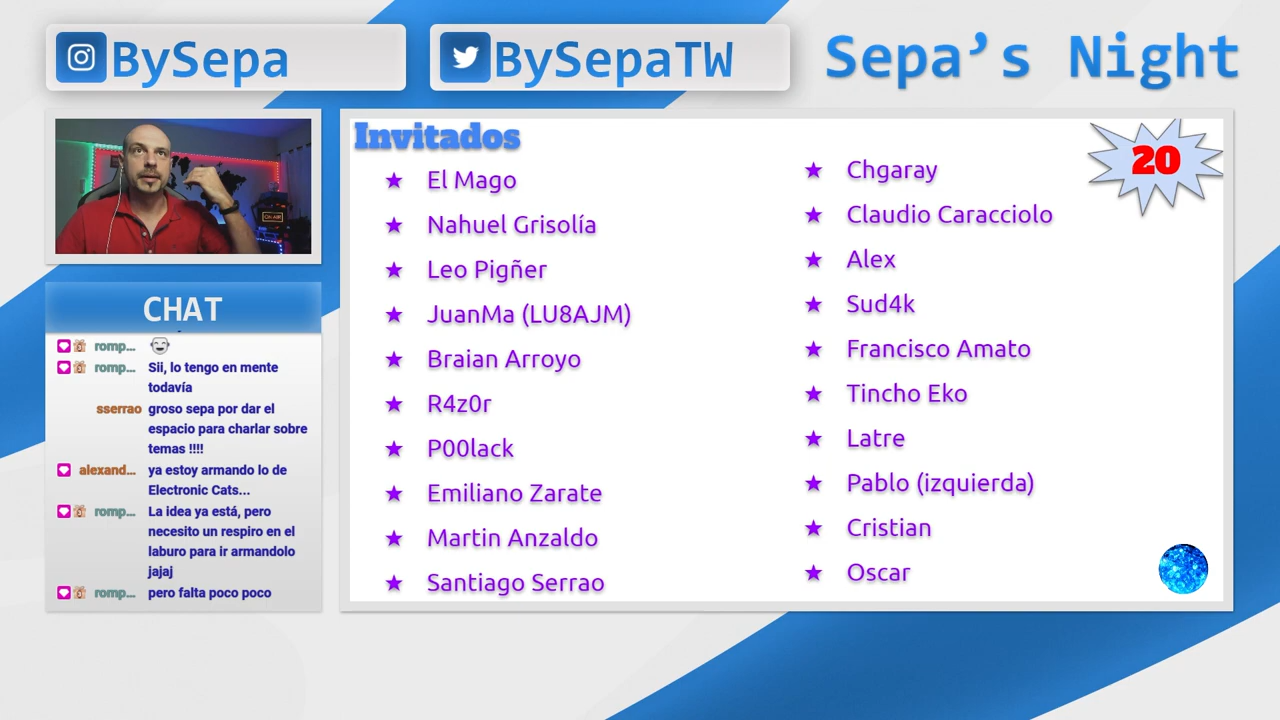 BySepa
BySepaTW
Sepa’s Night
CHAT
romp...
romp... Sii, lo tengo en mente
todavía
sserrao groso sepa por dar el
espacio para charlar sobre
temas !!!!
alexand... ya estoy armando lo de
Electronic Cats...
romp... La idea ya está, pero
necesito un respiro en el
laburo para ir armandolo
jajaj
romp... pero falta poco poco
Invitados
El Mago
Nahuel Grisolía
Leo Pigñer
JuanMa (LU8AJM)
Braian Arroyo
R4z0r
P00lack
Emiliano Zarate
Martin Anzaldo
Santiago Serrao
Chgaray
Claudio Caracciolo
Alex
Sud4k
Francisco Amato
Tincho Eko
Latre
Pablo (izquierda)
Cristian
Oscar
20